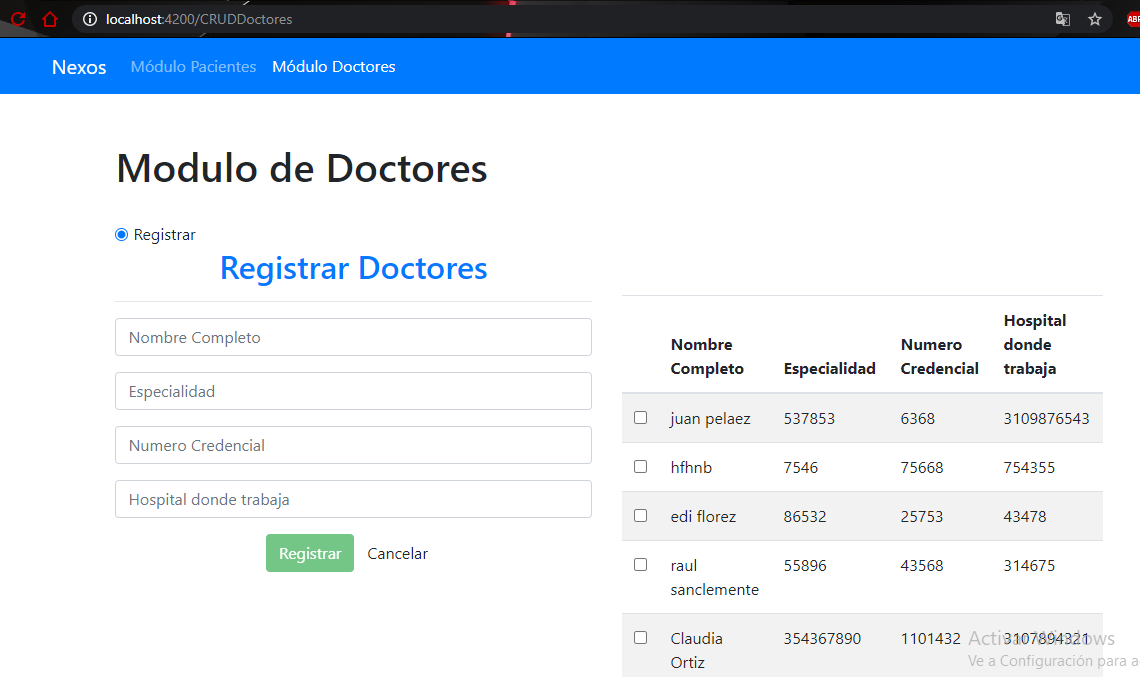 localhost:4200/CRUDDoctores
Nexos Módulo Pacientes Módulo Doctores
Modulo de Doctores
Registrar
Registrar Doctores
Nombre Completo
Especialidad
Numero Credencial
Hospital donde trabaja
Registrar Cancelar
Nombre Completo Especialidad Numero Credencial Hospital donde trabaja
juan pelaez 537853 6368 3109876543
hfhnb 7546 75668 754355
edi florez 86532 25753 43478
raul sanclemente 55896 43568 314675
Claudia Ortiz 354367890 1101432 3107894321
Activar Windows
Ve a Configuración para a